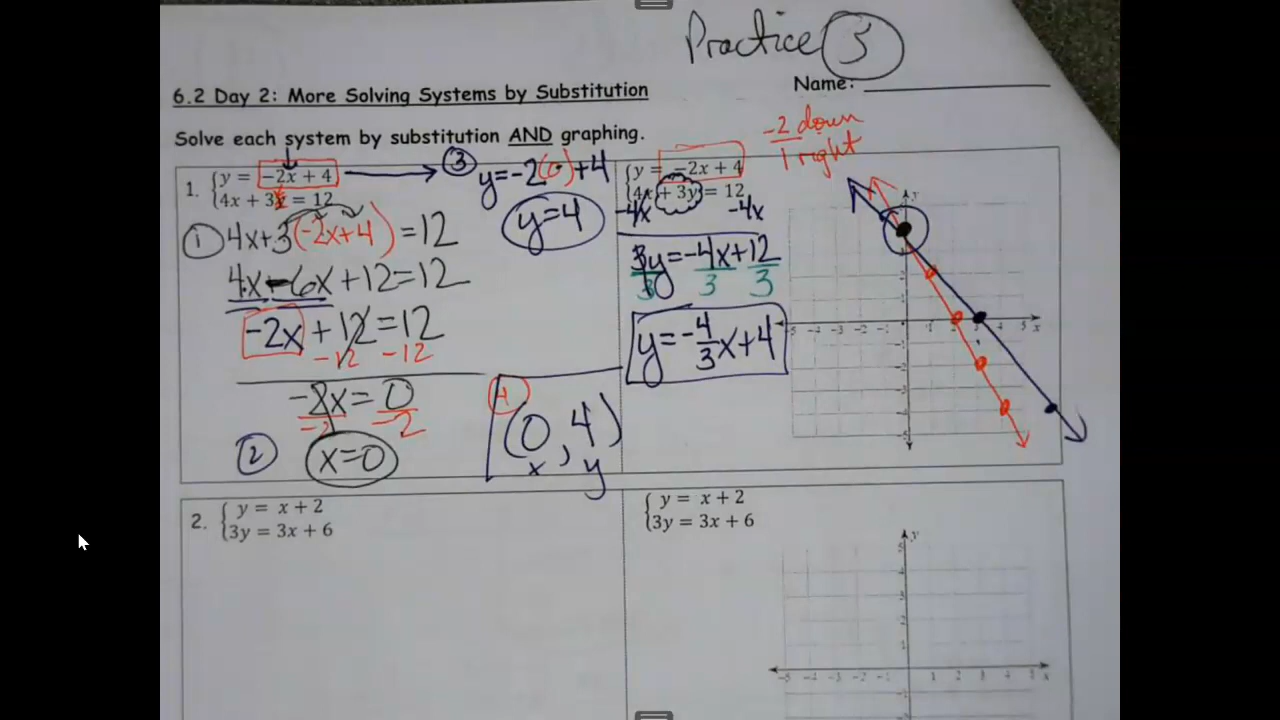 Practice 3
6.2 Day 2: More Solving Systems by Substitution
Name:
Solve each system by substitution AND graphing.
-2 down
1 right
1. y = -2x + 4
4x + 3y = 12
3 y=-2(0)+4
y=4
1 4x+3(-2x+4)=12
4x-6x+12=12
-2x+12=12
-12 -12
-2x=0
-2 -2
2 x=0
4
(0,4)
x y
y = -2x + 4
4x + 3y = 12
-4x -4x
3y=-4x+12
3 3 3
y=-4/3x+4
y
x
2. y = x + 2
3y = 3x + 6
y = x + 2
3y = 3x + 6
y
x